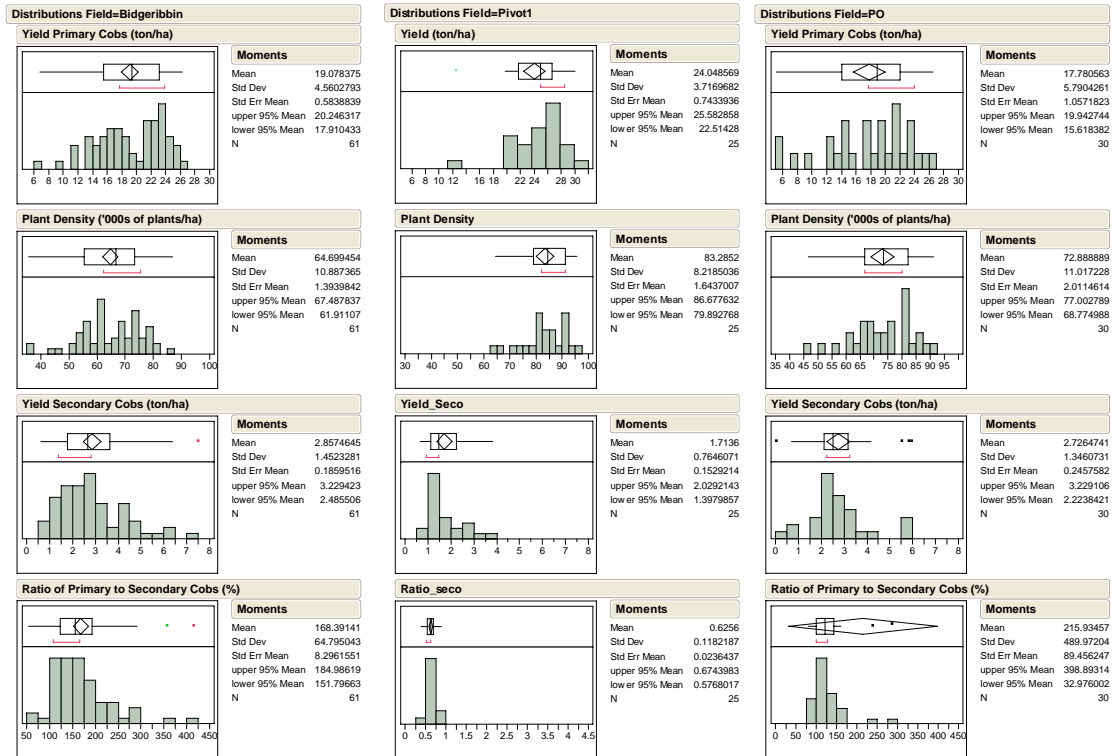 Distributions Field=Bidgeribbin
Yield Primary Cobs (ton/ha)
Moments
Mean 19.078375
Std Dev 4.5602793
Std Err Mean 0.5838839
upper 95% Mean 20.246317
lower 95% Mean 17.910433
N 61
6 8 10 12 14 16 18 20 22 24 26 28 30
Plant Density ('000s of plants/ha)
Moments
Mean 64.699454
Std Dev 10.887365
Std Err Mean 1.3939842
upper 95% Mean 67.487837
lower 95% Mean 61.91107
N 61
40 50 60 70 80 90 100
Yield Secondary Cobs (ton/ha)
Moments
Mean 2.8574645
Std Dev 1.4523281
Std Err Mean 0.1859516
upper 95% Mean 3.229423
lower 95% Mean 2.485506
N 61
0 1 2 3 4 5 6 7 8
Ratio of Primary to Secondary Cobs (%)
Moments
Mean 168.39141
Std Dev 64.795043
Std Err Mean 8.2961551
upper 95% Mean 184.98619
lower 95% Mean 151.79663
N 61
50 100 150 200 250 300 350 400 450
Distributions Field=Pivot1
Yield (ton/ha)
Moments
Mean 24.048569
Std Dev 3.7169682
Std Err Mean 0.7433936
upper 95% Mean 25.582858
lower 95% Mean 22.51428
N 25
6 8 10 12 16 20 24 30
Plant Density
Moments
Mean 83.2852
Std Dev 8.2185036
Std Err Mean 1.6437007
upper 95% Mean 86.677632
lower 95% Mean 79.892768
N 25
30 40 50 60 70 80 90 100
Yield_Seco
Moments
Mean 1.7136
Std Dev 0.7646071
Std Err Mean 0.1529214
upper 95% Mean 2.0292143
lower 95% Mean 1.3979857
N 25
0 1 2 3 4 5 6 7 8
Ratio_seco
Moments
Mean 0.6256
Std Dev 0.1182187
Std Err Mean 0.0236437
upper 95% Mean 0.6743983
lower 95% Mean 0.5768017
N 25
0 0.5 1 1.5 2 2.5 3 3.5 4 4.5
Distributions Field=PO
Yield Primary Cobs (ton/ha)
Moments
Mean 17.780563
Std Dev 5.7904261
Std Err Mean 1.0571823
upper 95% Mean 19.942744
lower 95% Mean 15.618382
N 30
6 8 10 12 14 16 18 20 22 24 26 28 30
Plant Density ('000s of plants/ha)
Moments
Mean 72.888889
Std Dev 11.017228
Std Err Mean 2.0114614
upper 95% Mean 77.002789
lower 95% Mean 68.774988
N 30
35 40 45 50 55 60 65 70 75 80 85 90 95
Yield Secondary Cobs (ton/ha)
Moments
Mean 2.7264741
Std Dev 1.3460731
Std Err Mean 0.2457582
upper 95% Mean 3.229106
lower 95% Mean 2.2238421
N 30
0 1 2 3 4 5 6 7 8
Ratio of Primary to Secondary Cobs (%)
Moments
Mean 215.93457
Std Dev 489.97204
Std Err Mean 89.456247
upper 95% Mean 398.89314
lower 95% Mean 32.976002
N 30
0 50 100 150 200 250 300 350 400 450